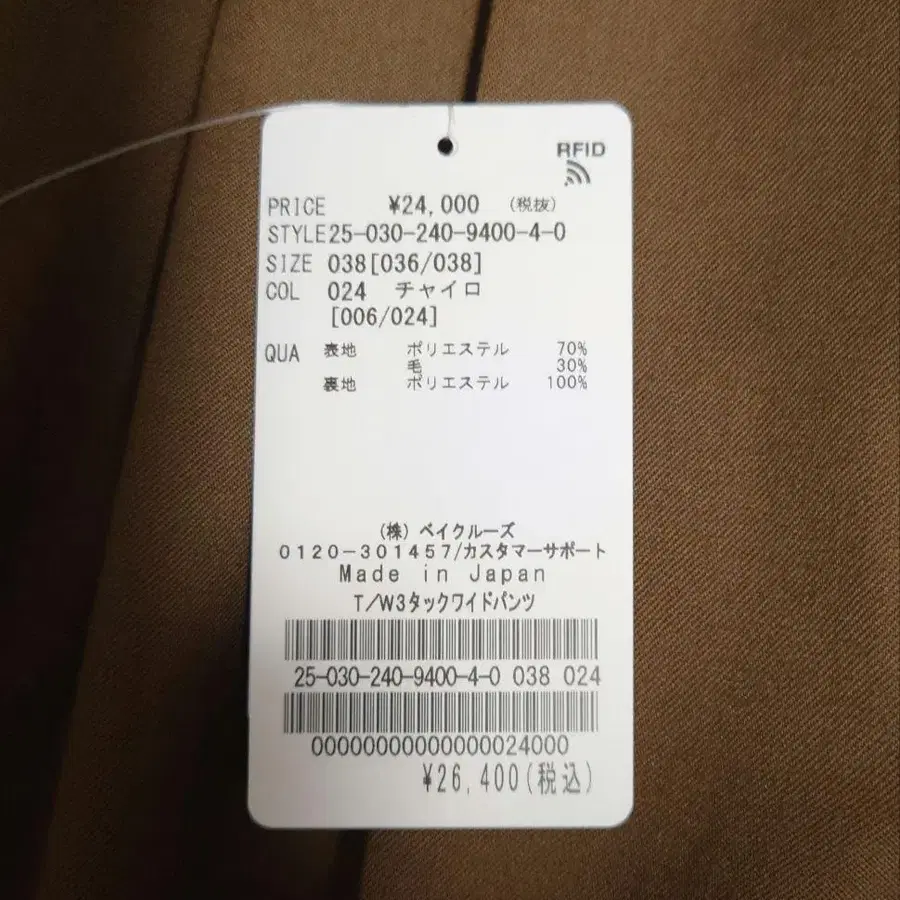 RFID
PRICE ¥24,000 (税抜)
STYLE 25-030-240-9400-4-0
SIZE 038[036/038]
COL 024 チャイロ
[006/024]
QUA 表地 ポリエステル 70%
毛 30%
裏地 ポリエステル 100%
(株)ベイクルーズ
0120-301457/カスタマーサポート
Made in Japan
T/W3タックワイドパンツ
25-030-240-9400-4-0 038 024
00000000000000024000
¥26,400(税込)